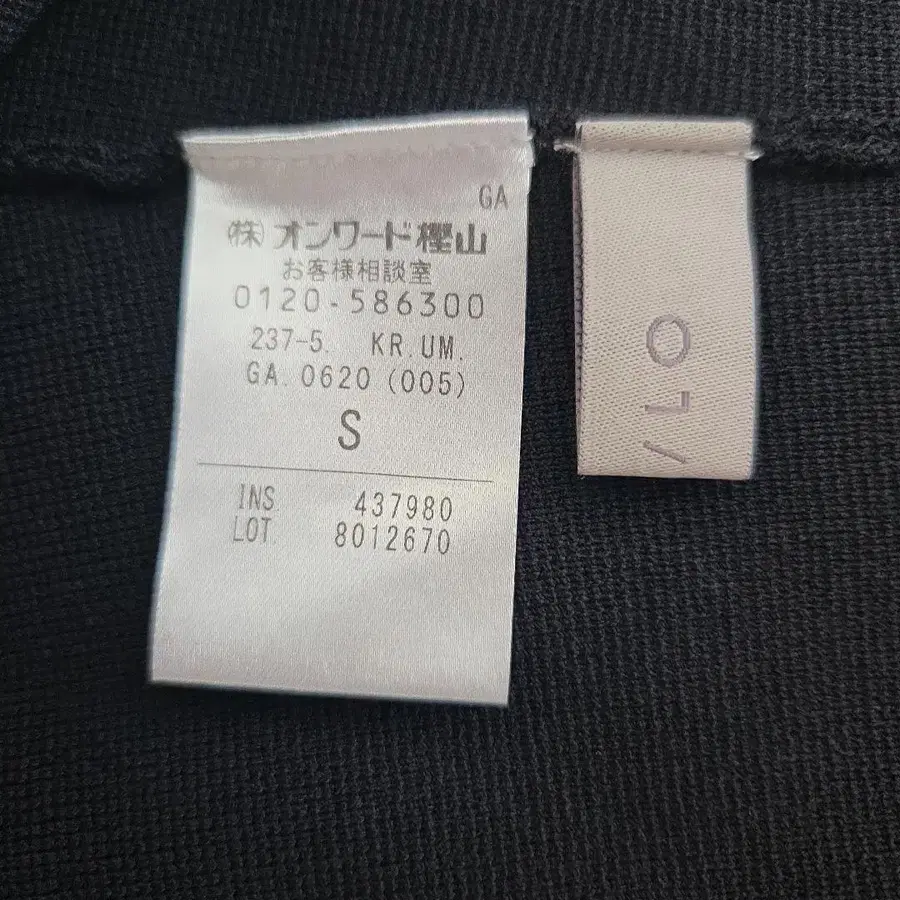 GA
(株)オンワード樫山
お客様相談室
0120-586300
237-5. KR.UM.
GA.0620 (005)
S
INS 437980
LOT 8012670
/LO